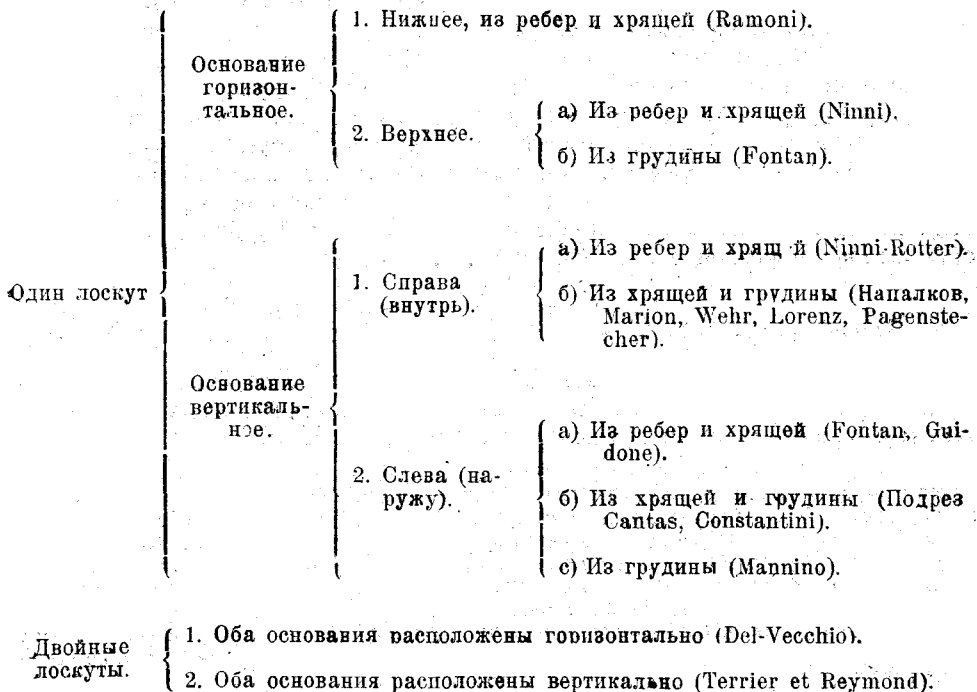 1. Нижнее, из ребер и хрящей (Ramoni).
Основание
горизон-
тальное.
2. Верхнее.
а) Из ребер и хрящей (Ninni).
б) Из грудины (Fontan).
Один лоскут
Основание
вертикаль-
ное.
1. Справа
(внутрь).
а) Из ребер и хрящ й (Ninni-Rotter).
б) Из хрящей и грудины (Напалков,
Marion, Wehr, Lorenz, Pagenste-
cher).
2. Слева (на-
ружу).
а) Из ребер и хрящей (Fontan, Gui-
done).
б) Из хрящей и грудины (Подрез
Cantas, Constantini).
с) Из грудины (Mannino).
Двойные
лоскуты.
1. Оба основания расположены горизонтально (Del-Vecchio).
2. Оба основания расположены вертикально (Terrier et Reymond).